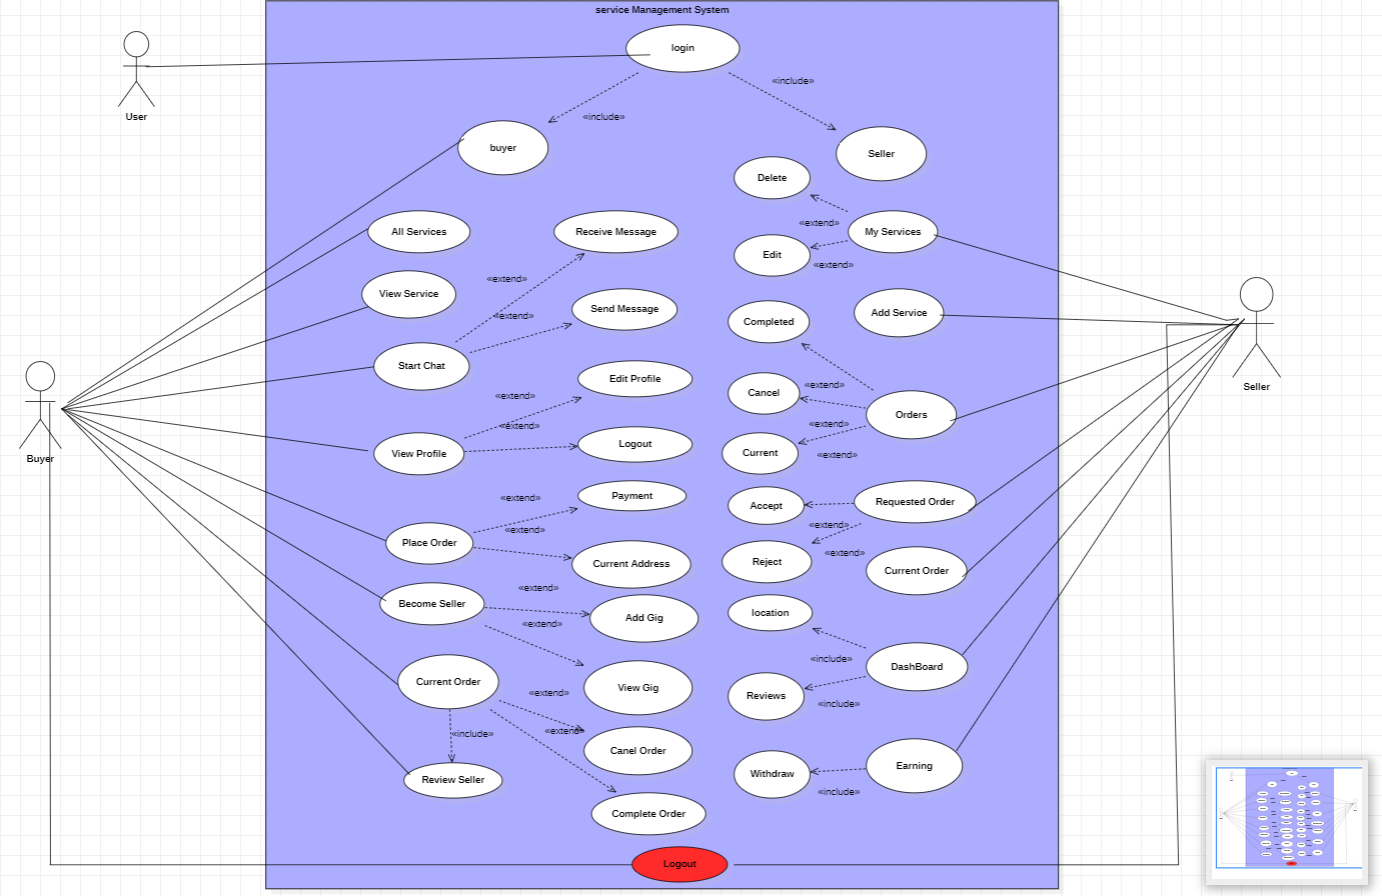 service Management System
login
User
«include»
«include»
buyer
Seller
Delete
All Services
Receive Message
«extend»
My Services
Edit
«extend»
«extend»
View Service
Send Message
«extend»
Completed
Add Service
Start Chat
Edit Profile
«extend»
Cancel
«extend»
Seller
Orders
«extend»
«extend»
Buyer
View Profile
Logout
Current
«extend»
«extend»
Payment
Accept
Requested Order
«extend»
«extend»
Place Order
Current Address
Reject
«extend»
Current Order
«extend»
Become Seller
Add Gig
location
«extend»
«include»
DashBoard
Current Order
View Gig
«extend»
Reviews
«include»
«include»
«extend»
Canel Order
Review Seller
Withdraw
Earning
«include»
Complete Order
Logout